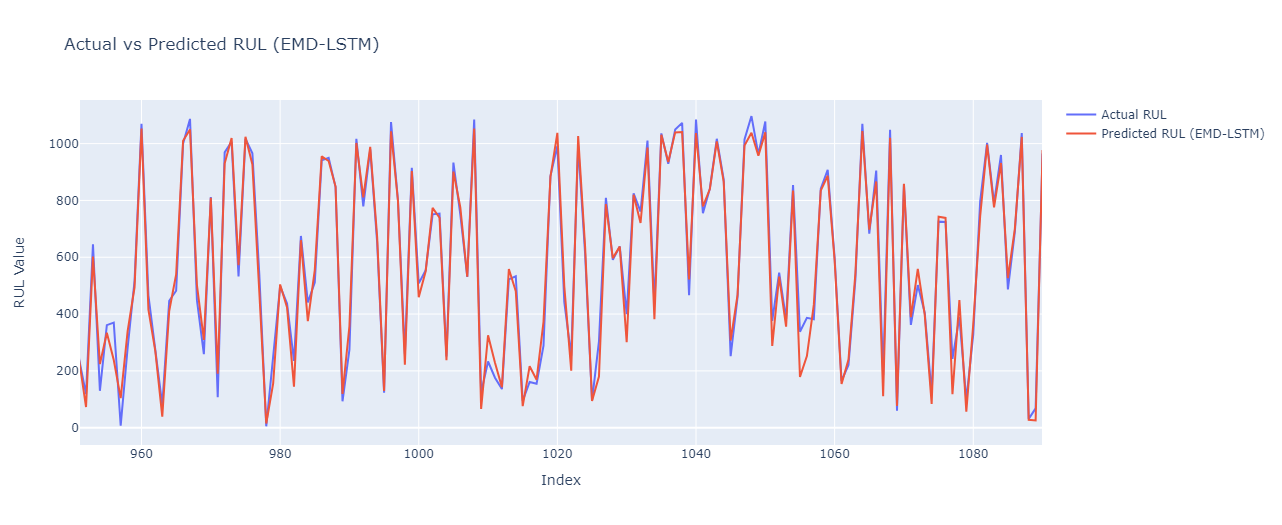 Actual vs Predicted RUL (EMD-LSTM)
Actual RUL
Predicted RUL (EMD-LSTM)
RUL Value
1000
800
600
400
200
0
960
980
1000
1020
1040
1060
1080
Index